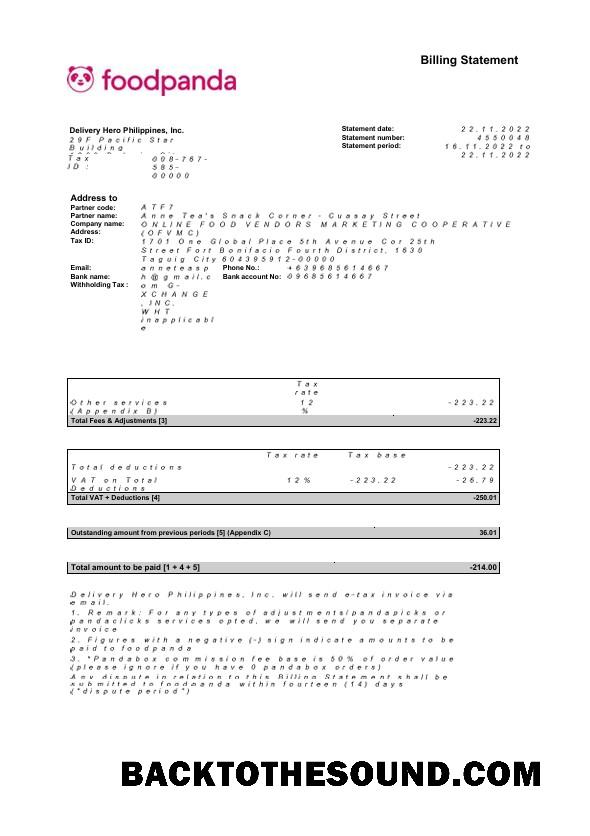 Billing Statement
foodpanda
Delivery Hero Philippines, Inc.
29F Pacific Star
Building
Tax ID: 008-767-585-00000
Statement date: 22.11.2022
Statement number: 4550048
Statement period: 16.11.2022 to 22.11.2022
Address to
Partner code: ATF7
Partner name: Anne Tea's Snack Corner - Cuasay Street
Company name: ONLINE FOOD VENDORS MARKETING COOPERATIVE
Address: (OFVMC)
Tax ID: 1701 One Global Place 5th Avenue Cor 25th
Street Fort Bonifacio Fourth District, 1630
Taguig City 604395912-00000
Email: anneteasp Phone No.: +639685614667
Bank name: h@gmail.c Bank account No: 09685614667
Withholding Tax : om G-
XCHANGE
, INC.
WHT
inapplicabl
e
Tax
rate
Other services 12 -223.22
(Appendix B) %
Total Fees & Adjustments [3] -223.22
Tax rate Tax base
Total deductions -223.22
VAT on Total 12% -223.22 -26.79
Deductions
Total VAT + Deductions [4] -250.01
Outstanding amount from previous periods [5] (Appendix C) 36.01
Total amount to be paid [1 + 4 + 5] -214.00
Delivery Hero Philippines, Inc. will send e-tax invoice via
email.
1. Remark: For any types of adjustments/pandapicks or
pandaclicks services opted, we will send you separate
invoice
2. Figures with a negative (-) sign indicate amounts to be
paid to foodpanda
3. *Pandabox commission fee base is 50% of order value
(please ignore if you have 0 pandabox orders)
Any dispute in relation to this Billing Statement shall be
submitted to foodpanda within fourteen (14) days
("dispute period")
BACKTOTHESOUND.COM